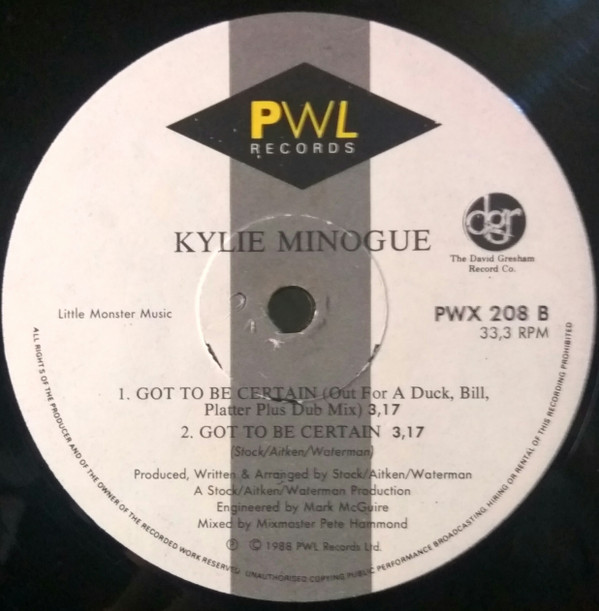 PWL
RECORDS
KYLIE MINOGUE
dgr
The David Gresham
Record Co.
Little Monster Music
PWX 208 B
33,3 RPM
1. GOT TO BE CERTAIN (Out For A Duck, Bill,
Platter Plus Dub Mix) 3,17
2. GOT TO BE CERTAIN 3,17
(Stock/Aitken/Waterman)
Produced, Written & Arranged by Stock/Aitken/Waterman
A Stock/Aitken/Waterman Production
Engineered by Mark McGuire
Mixed by Mixmaster Pete Hammond
℗ © 1988 PWL Records Ltd.
ALL RIGHTS OF THE PRODUCER AND OF THE OWNER OF THE RECORDED WORK RESERVED. UNAUTHORISED COPYING PUBLIC PERFORMANCE BROADCASTING, HIRING OR RENTAL OF THIS RECORDING PROHIBITED